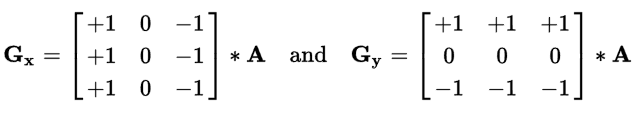 Gx = [ +1 0 −1 ] ∗ A and Gy = [ +1 +1 +1 ] ∗ A
+1 0 −1 0 0 0
+1 0 −1 −1 −1 −1